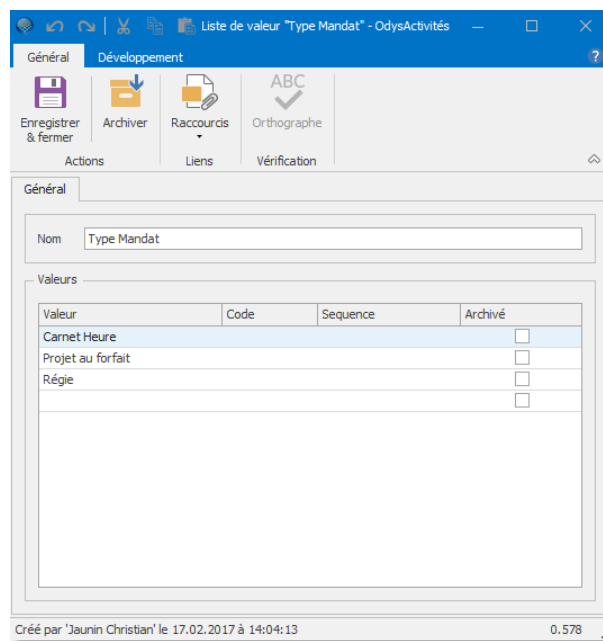 Liste de valeur "Type Mandat" - OdysActivités
Général Développement ?
Enregistrer & fermer
Archiver
Raccourcis
ABC
Orthographe
Actions Liens Vérification
Général
Nom Type Mandat
Valeurs
Valeur Code Sequence Archivé
Carnet Heure
Projet au forfait
Régie
Créé par 'Jaunin Christian' le 17.02.2017 à 14:04:13 0.578